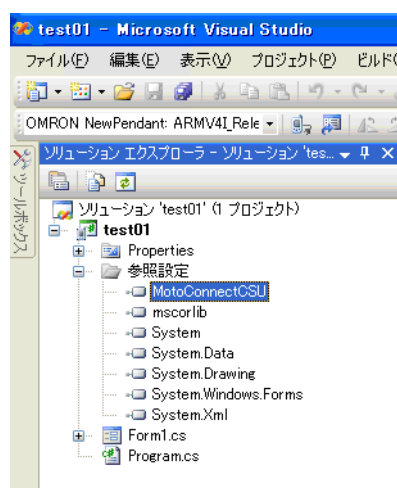 test01 - Microsoft Visual Studio
ファイル(F) 編集(E) 表示(V) プロジェクト(P) ビルド(
OMRON NewPendant: ARMV4I_Rele
ソリューション エクスプローラ - ソリューション 'tes...
ツールボックス
ソリューション 'test01' (1 プロジェクト)
test01
Properties
参照設定
MotoConnectCSU
mscorlib
System
System.Data
System.Drawing
System.Windows.Forms
System.Xml
Form1.cs
Program.cs